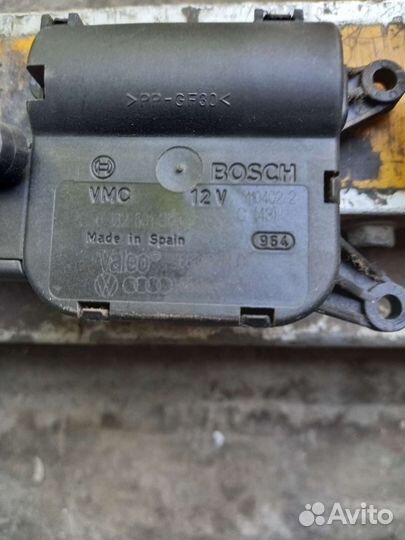 >PP-GF30<
BOSCH
VMC 12 V
Made in Spain 964
Valeo
Avito